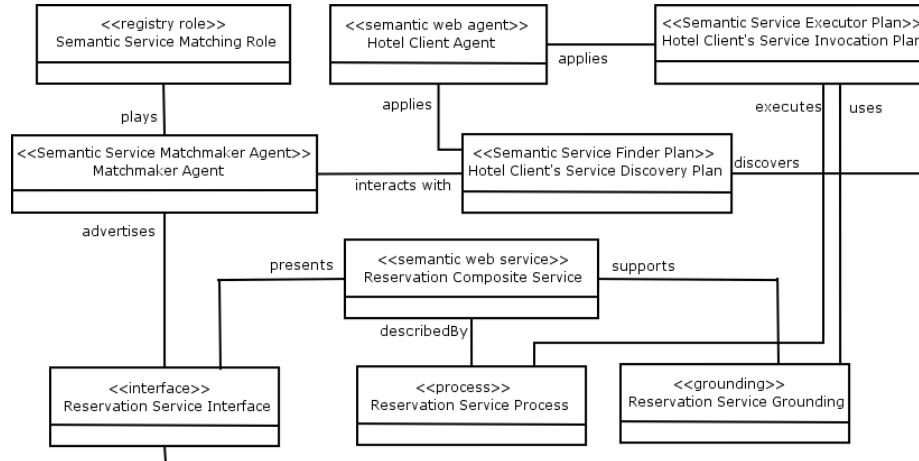 <<registry role>>
Semantic Service Matching Role
<<semantic web agent>>
Hotel Client Agent
<<Semantic Service Executor Plan>>
Hotel Client's Service Invocation Plan
applies
plays
applies
executes
uses
<<Semantic Service Matchmaker Agent>>
Matchmaker Agent
interacts with
<<Semantic Service Finder Plan>>
Hotel Client's Service Discovery Plan
discovers
advertises
presents
<<semantic web service>>
Reservation Composite Service
supports
describedBy
<<interface>>
Reservation Service Interface
<<process>>
Reservation Service Process
<<grounding>>
Reservation Service Grounding